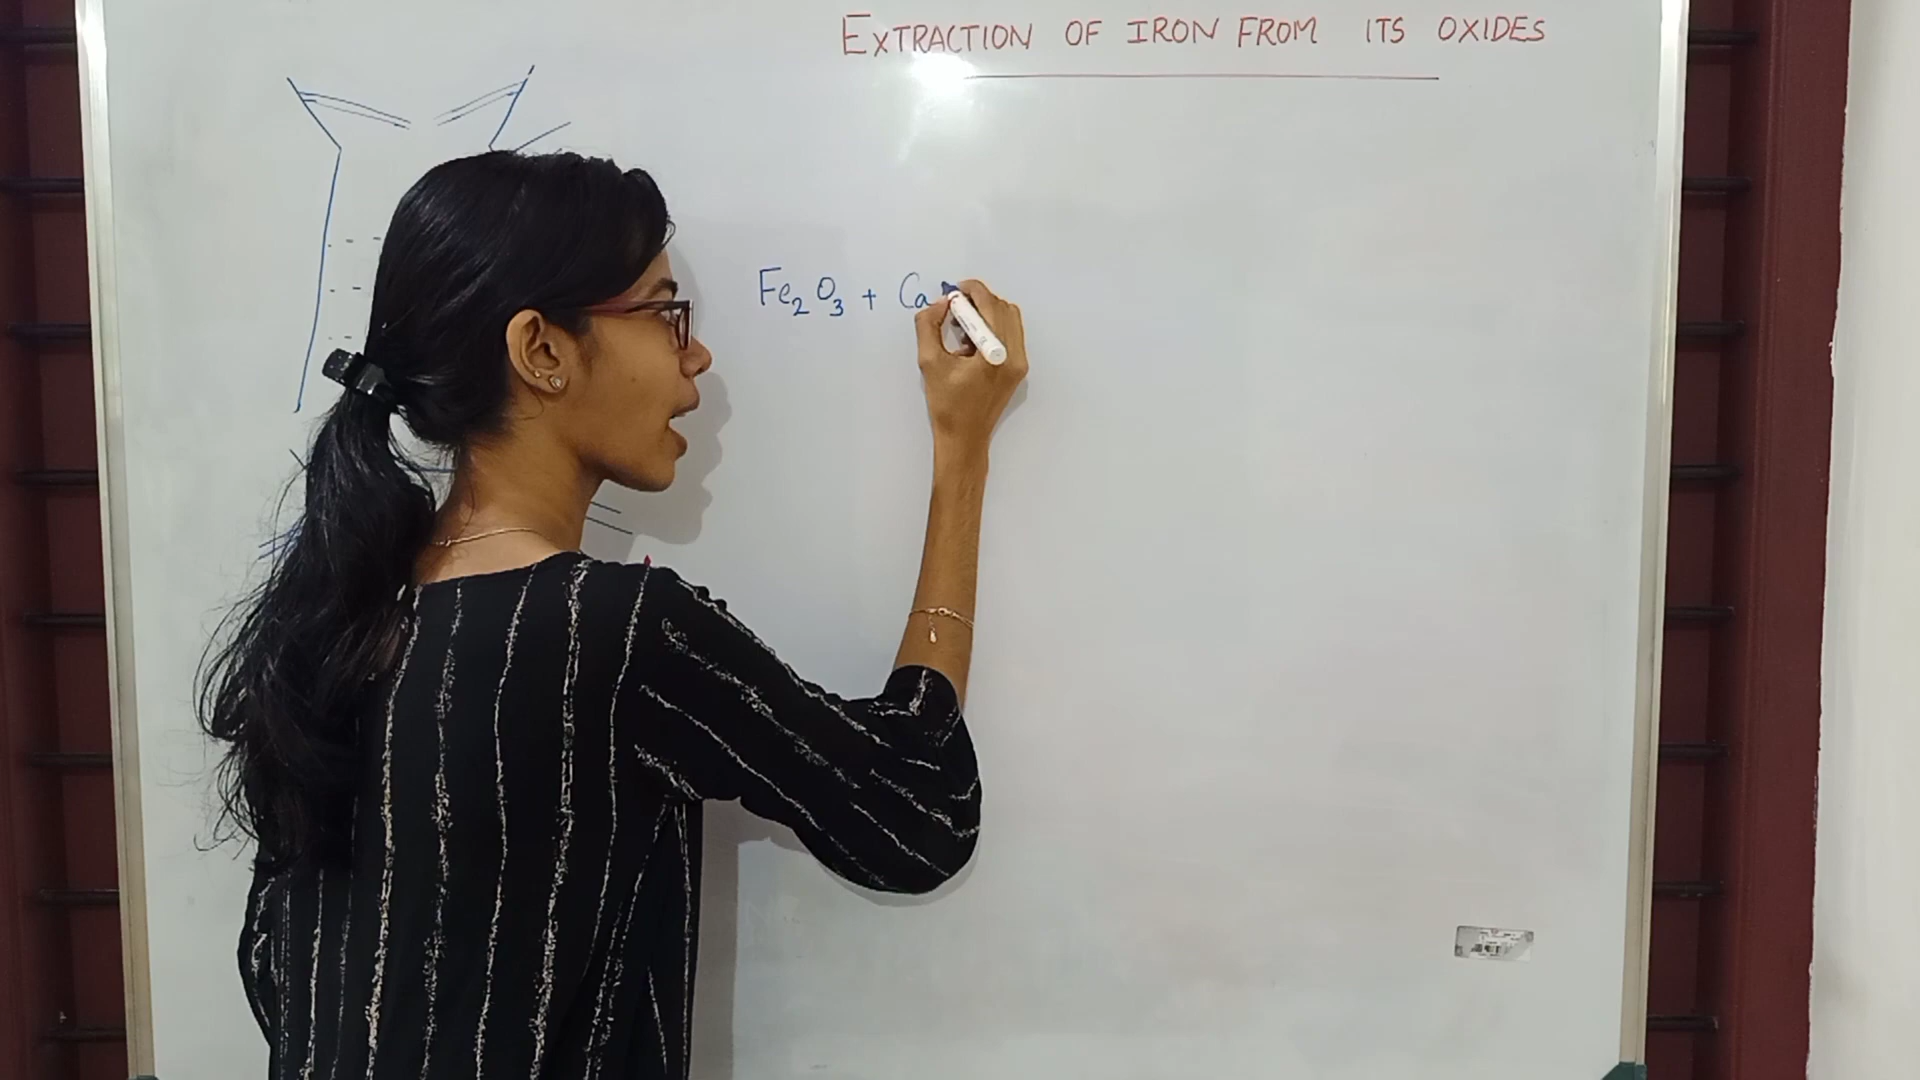 EXTRACTION OF IRON FROM ITS OXIDES
Fe₂O₃ + Ca